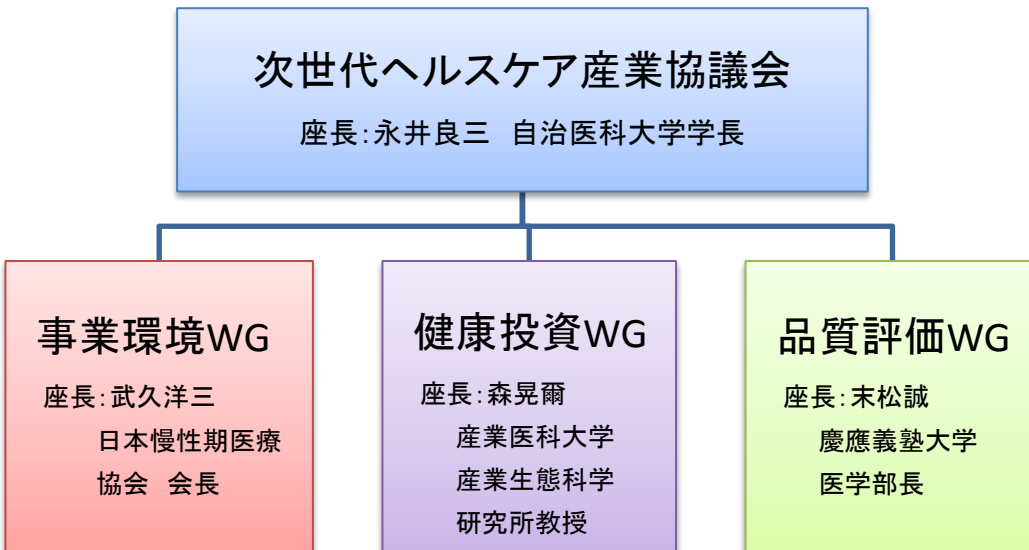 次世代ヘルスケア産業協議会
座長：永井良三　自治医科大学学長
事業環境WG
座長：武久洋三
日本慢性期医療
協会　会長
健康投資WG
座長：森晃爾
産業医科大学
産業生態科学
研究所教授
品質評価WG
座長：末松誠
慶應義塾大学
医学部長